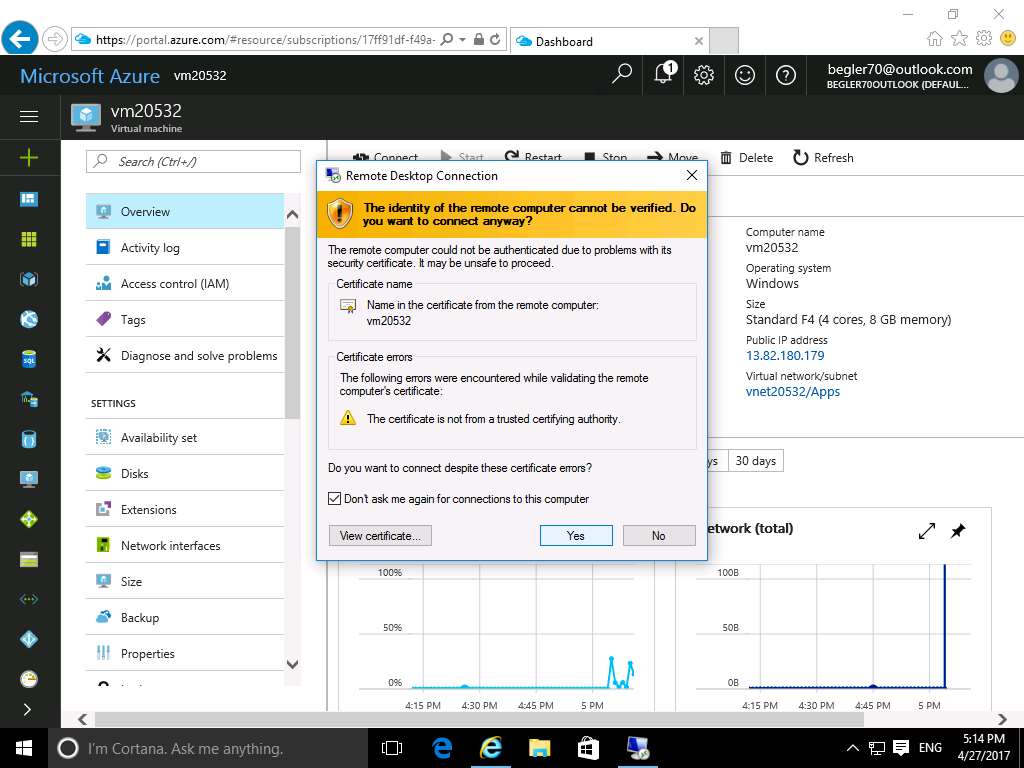 https://portal.azure.com/#resource/subscriptions/17ff91df-f49a-
Dashboard
Microsoft Azure
vm20532
1
begler70@outlook.com
BEGLER70OUTLOOK (DEFAUL...
vm20532
Virtual machine
Search (Ctrl+/)
Connect
Start
Restart
Stop
Move
Delete
Refresh
Overview
Activity log
Access control (IAM)
Tags
Diagnose and solve problems
SETTINGS
Availability set
Disks
Extensions
Network interfaces
Size
Backup
Properties
Remote Desktop Connection
The identity of the remote computer cannot be verified. Do
you want to connect anyway?
The remote computer could not be authenticated due to problems with its
security certificate. It may be unsafe to proceed.
Certificate name
Name in the certificate from the remote computer:
vm20532
Certificate errors
The following errors were encountered while validating the remote
computer's certificate:
The certificate is not from a trusted certifying authority.
Do you want to connect despite these certificate errors?
Don't ask me again for connections to this computer
View certificate...
Yes
No
Computer name
vm20532
Operating system
Windows
Size
Standard F4 (4 cores, 8 GB memory)
Public IP address
13.82.180.179
Virtual network/subnet
vnet20532/Apps
30 days
etwork (total)
100%
50%
0%
4:15 PM
4:30 PM
4:45 PM
5 PM
100B
50B
0B
4:15 PM
4:30 PM
4:45 PM
5 PM
I'm Cortana. Ask me anything.
ENG
5:14 PM
4/27/2017